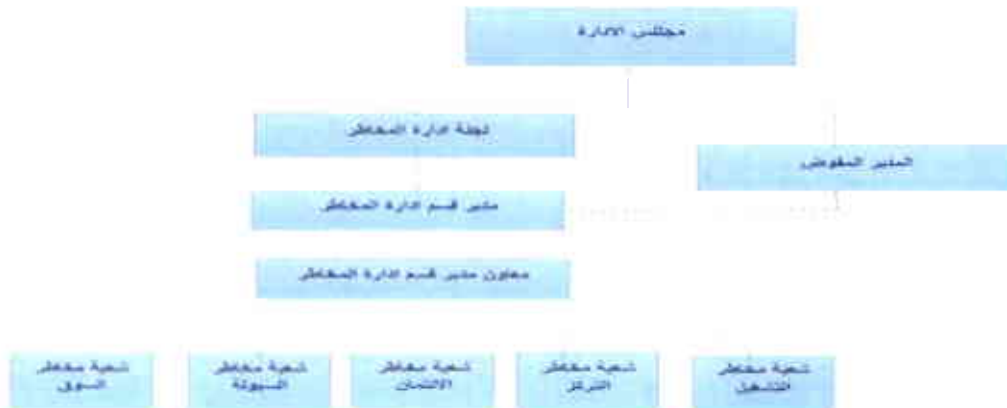 مجلس الادارة
لجنة ادارة المخاطر
المدير المفوض
مدير قسم ادارة المخاطر
معاون مدير قسم ادارة المخاطر
شعبة مخاطر التشغيل
شعبة مخاطر التركز
شعبة مخاطر الائتمان
شعبة مخاطر السيولة
شعبة مخاطر السوق